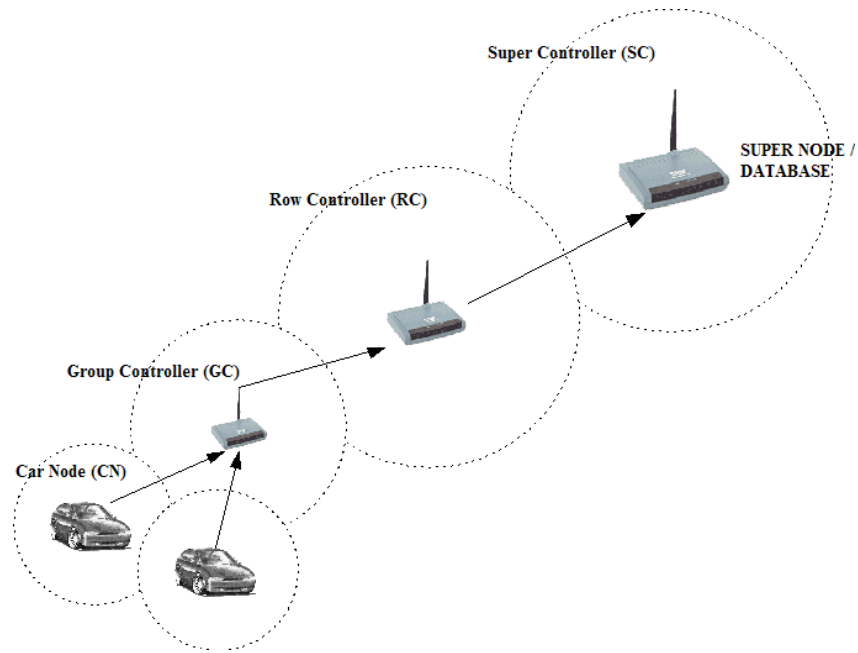 Super Controller (SC)
SUPER NODE /
DATABASE
Row Controller (RC)
Group Controller (GC)
Car Node (CN)